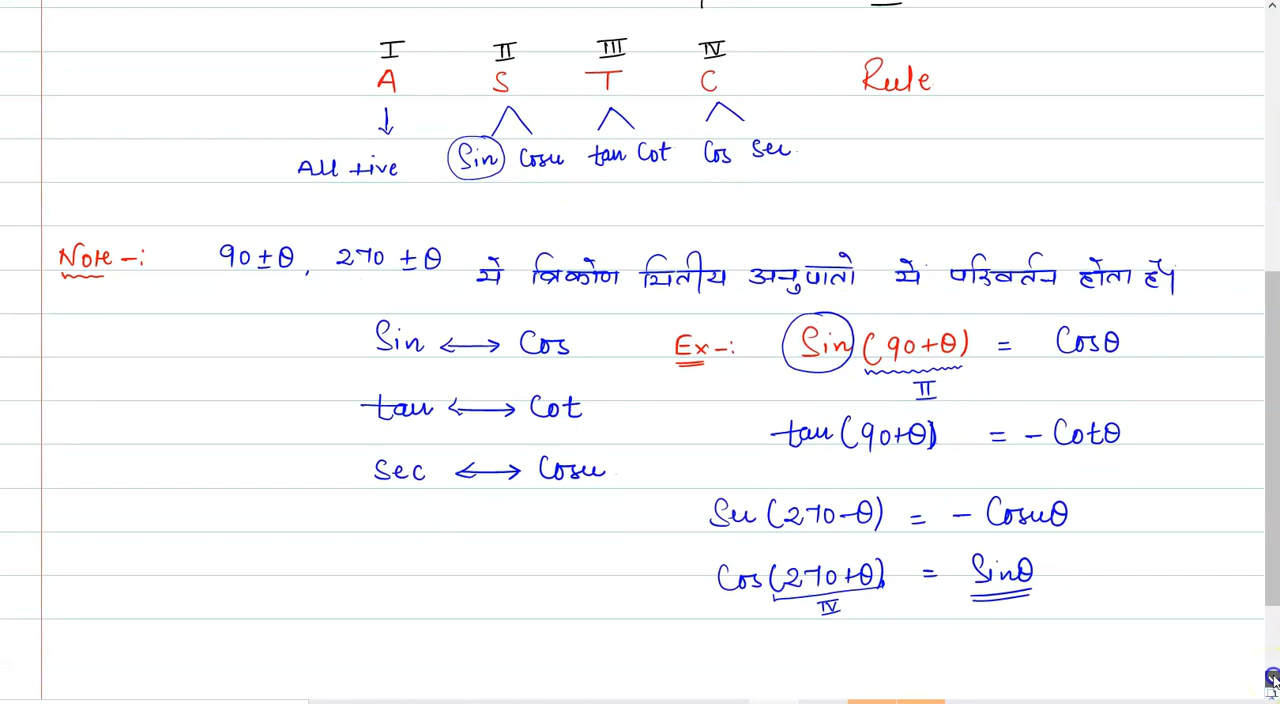 I II III IV
A S T C Rule
All +ive Sin Cosec tan Cot Cos Sec
Note -: 90 ± θ, 270 ± θ से त्रिकोणमितीय अनुपातो में परिवर्तन होता है।
Sin ⟷ Cos Ex -: Sin (90+θ) = Cosθ
II
tan ⟷ Cot tan (90+θ) = - Cotθ
Sec ⟷ Cosec
Sec (270-θ) = - Cosecθ
Cos (270+θ) = Sinθ
IV